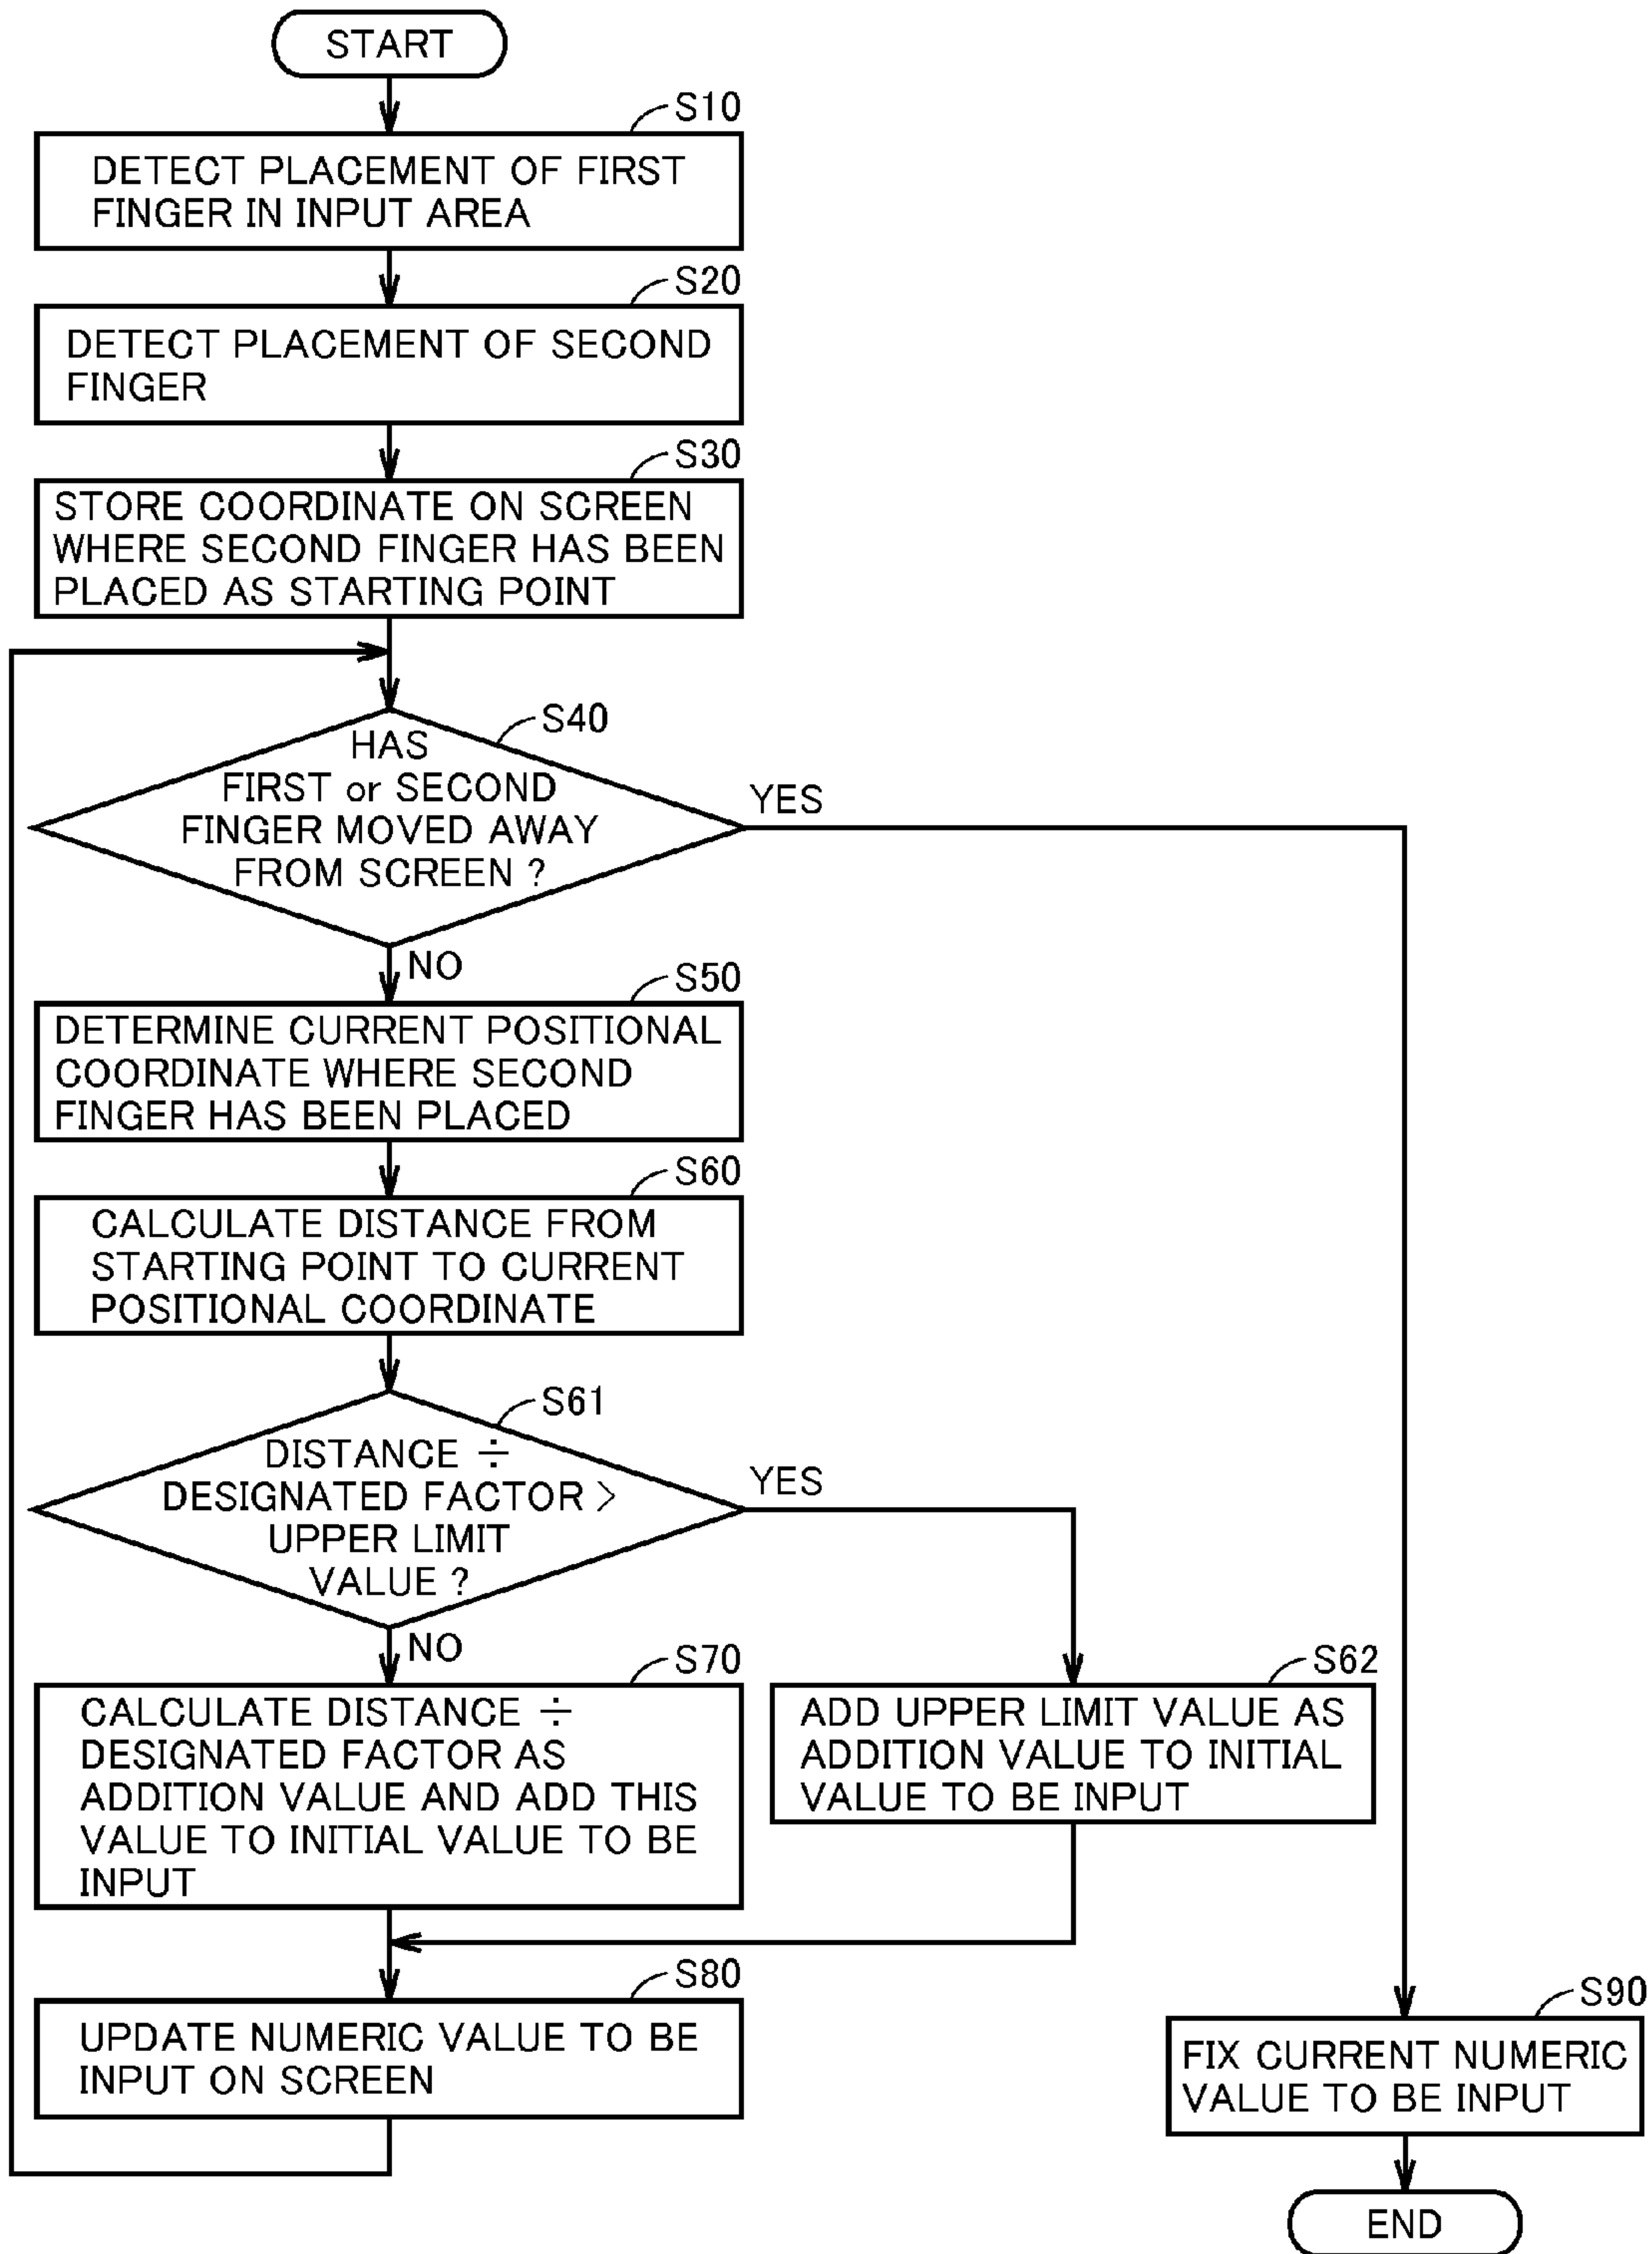 START
S10
DETECT PLACEMENT OF FIRST
FINGER IN INPUT AREA
S20
DETECT PLACEMENT OF SECOND
FINGER
S30
STORE COORDINATE ON SCREEN
WHERE SECOND FINGER HAS BEEN
PLACED AS STARTING POINT
S40
HAS
FIRST or SECOND
FINGER MOVED AWAY
FROM SCREEN ?
YES
NO
S50
DETERMINE CURRENT POSITIONAL
COORDINATE WHERE SECOND
FINGER HAS BEEN PLACED
S60
CALCULATE DISTANCE FROM
STARTING POINT TO CURRENT
POSITIONAL COORDINATE
S61
DISTANCE ÷
DESIGNATED FACTOR >
UPPER LIMIT
VALUE ?
YES
NO
S70
CALCULATE DISTANCE ÷
DESIGNATED FACTOR AS
ADDITION VALUE AND ADD THIS
VALUE TO INITIAL VALUE TO BE
INPUT
S62
ADD UPPER LIMIT VALUE AS
ADDITION VALUE TO INITIAL
VALUE TO BE INPUT
S80
UPDATE NUMERIC VALUE TO BE
INPUT ON SCREEN
S90
FIX CURRENT NUMERIC
VALUE TO BE INPUT
END